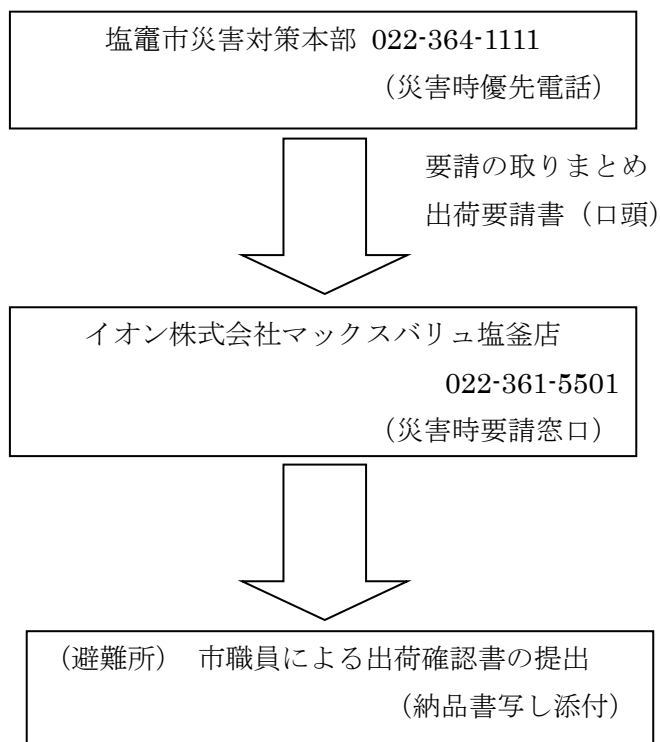 塩竈市災害対策本部 022-364-1111
（災害時優先電話）
要請の取りまとめ
出荷要請書（口頭）
イオン株式会社マックスバリュ塩釜店
022-361-5501
（災害時要請窓口）
（避難所） 市職員による出荷確認書の提出
（納品書写し添付）